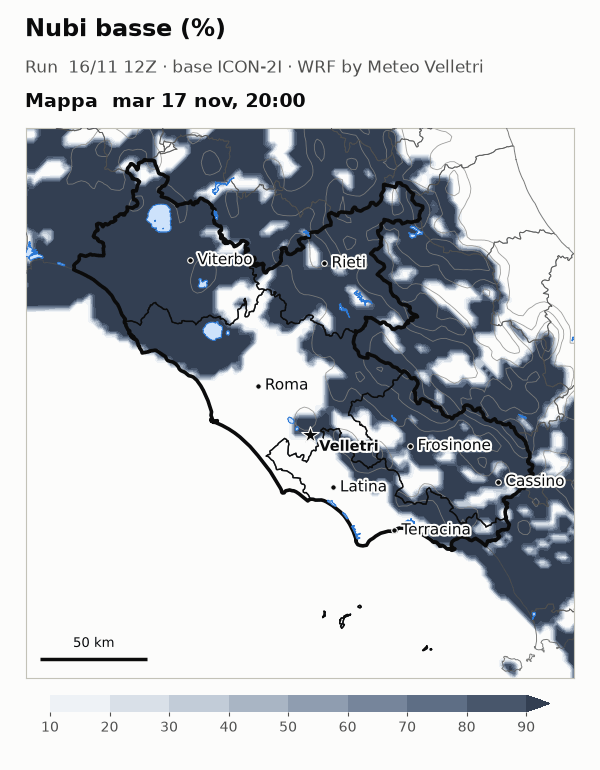 Nubi basse (%)
Run  16/11 12Z · base ICON-2I · WRF by Meteo Velletri
Mappa  mar 17 nov, 20:00
Viterbo
Rieti
Roma
Velletri
Frosinone
Latina
Cassino
Terracina
50 km
10 20 30 40 50 60 70 80 90